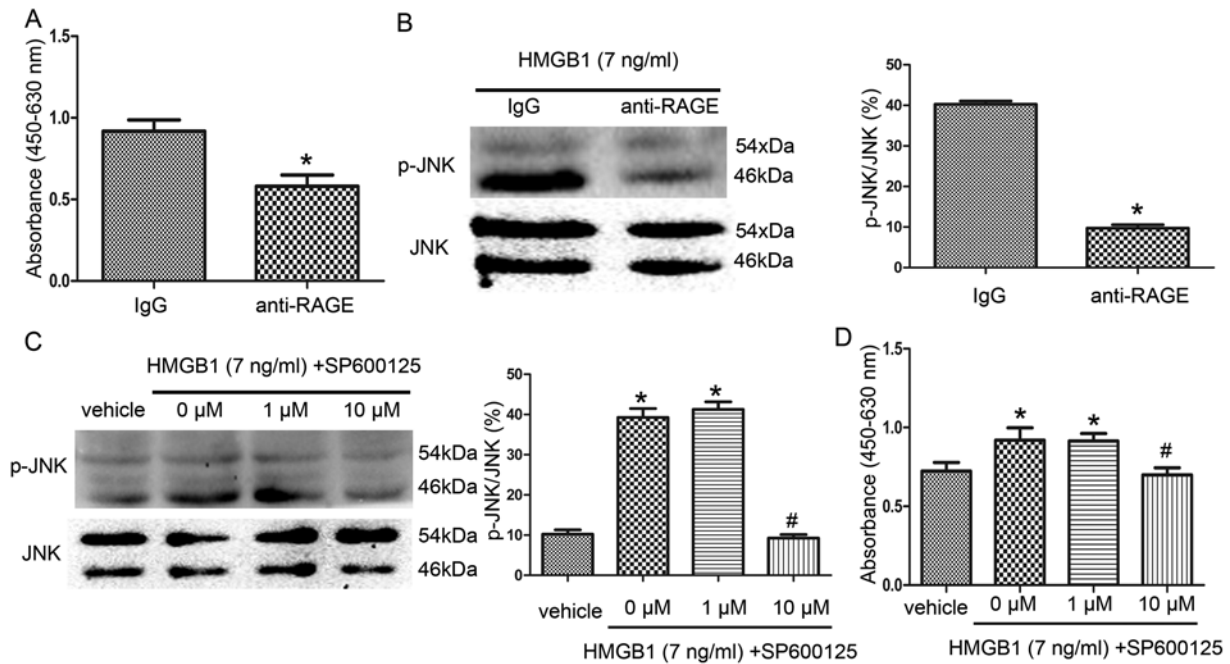 A
Absorbance (450-630 nm)
1.5
1.0
0.5
0.0
*
IgG
anti-RAGE
B
HMGB1 (7 ng/ml)
IgG
anti-RAGE
p-JNK
54xDa
46kDa
JNK
54xDa
46kDa
p-JNK/JNK (%)
50
40
30
20
10
0
*
IgG
anti-RAGE
C
HMGB1 (7 ng/ml) +SP600125
vehicle
0 µM
1 µM
10 µM
p-JNK
54kDa
46kDa
JNK
54kDa
46kDa
p-JNK/JNK (%)
50
40
30
20
10
0
*
*
#
vehicle
0 µM
1 µM
10 µM
HMGB1 (7 ng/ml) +SP600125
D
Absorbance (450-630 nm)
1.5
1.0
0.5
0.0
*
*
#
vehicle
0 µM
1 µM
10 µM
HMGB1 (7 ng/ml) +SP600125